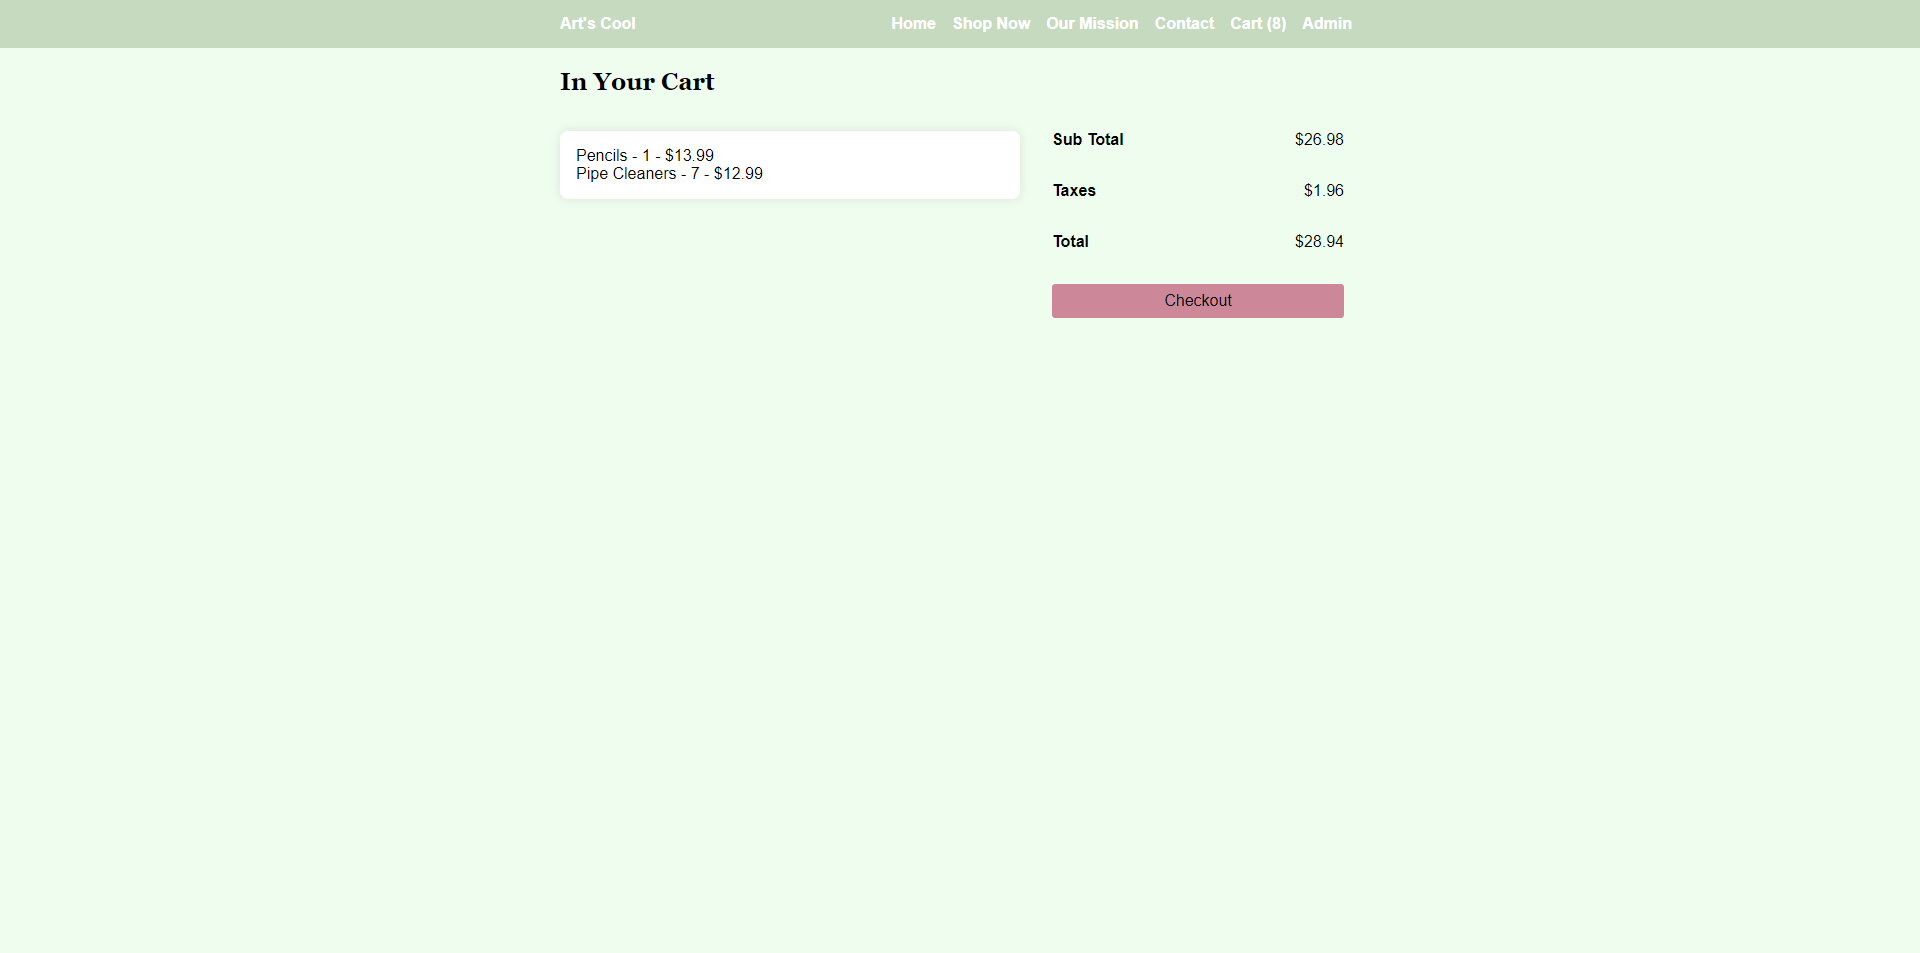 Art's Cool
Home Shop Now Our Mission Contact Cart (8) Admin
In Your Cart
Pencils - 1 - $13.99
Pipe Cleaners - 7 - $12.99
Sub Total $26.98
Taxes $1.96
Total $28.94
Checkout